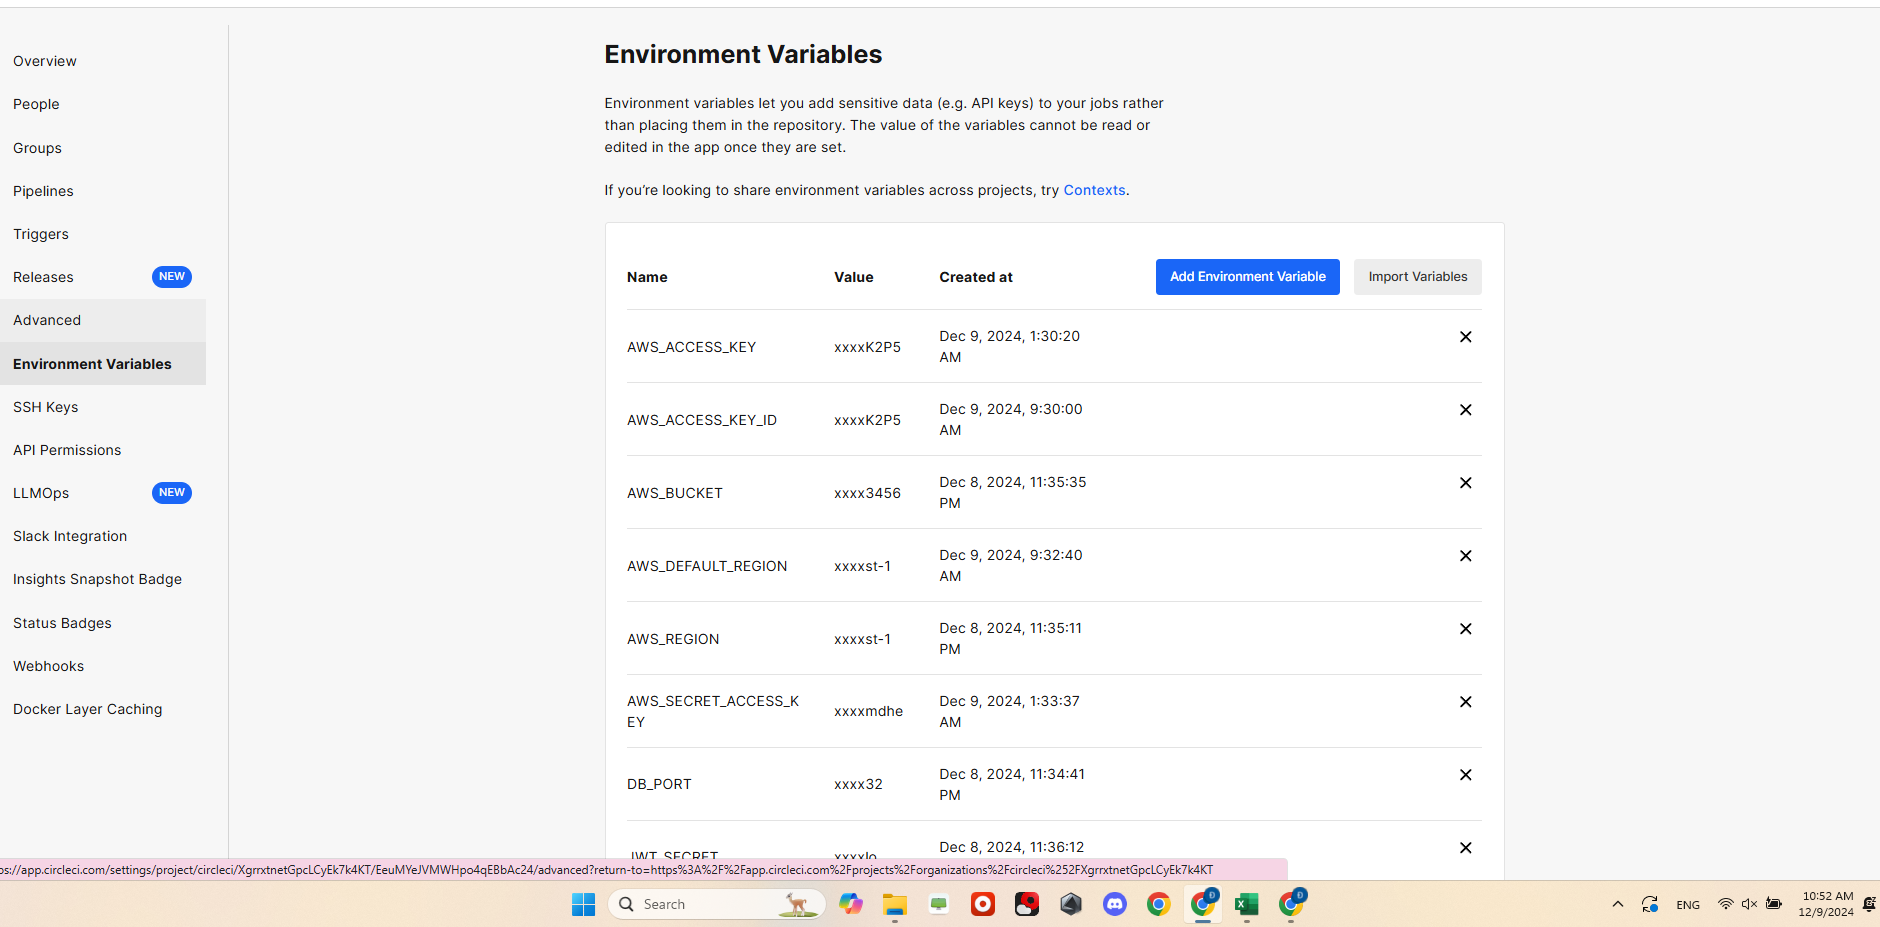 Overview
People
Groups
Pipelines
Triggers
Releases NEW
Advanced
Environment Variables
SSH Keys
API Permissions
LLMOps NEW
Slack Integration
Insights Snapshot Badge
Status Badges
Webhooks
Docker Layer Caching
Environment Variables
Environment variables let you add sensitive data (e.g. API keys) to your jobs rather
than placing them in the repository. The value of the variables cannot be read or
edited in the app once they are set.
If you’re looking to share environment variables across projects, try Contexts.
Name Value Created at Add Environment Variable Import Variables
AWS_ACCESS_KEY xxxxK2P5 Dec 9, 2024, 1:30:20
AM
AWS_ACCESS_KEY_ID xxxxK2P5 Dec 9, 2024, 9:30:00
AM
AWS_BUCKET xxxx3456 Dec 8, 2024, 11:35:35
PM
AWS_DEFAULT_REGION xxxxst-1 Dec 9, 2024, 9:32:40
AM
AWS_REGION xxxxst-1 Dec 8, 2024, 11:35:11
PM
AWS_SECRET_ACCESS_K
EY xxxxmdhe Dec 9, 2024, 1:33:37
AM
DB_PORT xxxx32 Dec 8, 2024, 11:34:41
PM
JWT_SECRET xxxxlo Dec 8, 2024, 11:36:12
ps://app.circleci.com/settings/project/circleci/XgrrxtnetGpcLCyEk7k4KT/EeuMYeJVMWHpo4qEBbAc24/advanced?return-to=https%3A%2F%2Fapp.circleci.com%2Fprojects%2Forganizations%2Fcircleci%252FXgrrxtnetGpcLCyEk7k4KT
Search
ENG
10:52 AM
12/9/2024